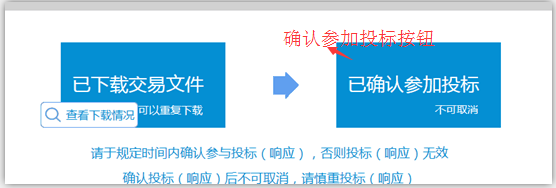 确认参加投标按钮
已下载交易文件
已确认参加投标
查看下载情况
可以重复下载
不可取消
请于规定时间内确认参与投标（响应），否则投标（响应）无效
确认投标（响应）后不可取消，请慎重投标（响应）